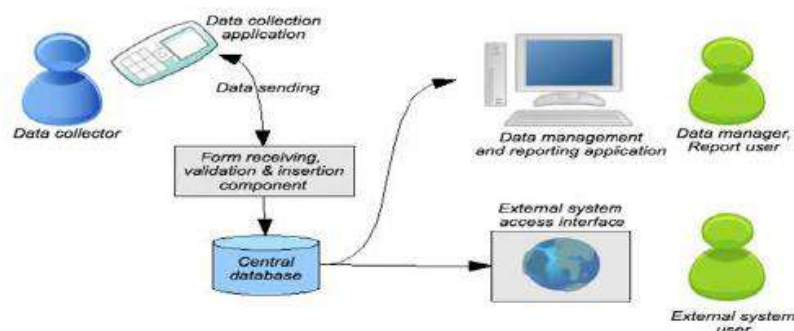 Data collection
application
Data collector
Data sending
Form receiving,
validation & insertion
component
Central
database
Data management
and reporting application
Data manager,
Report user
External system
access interface
External system
user